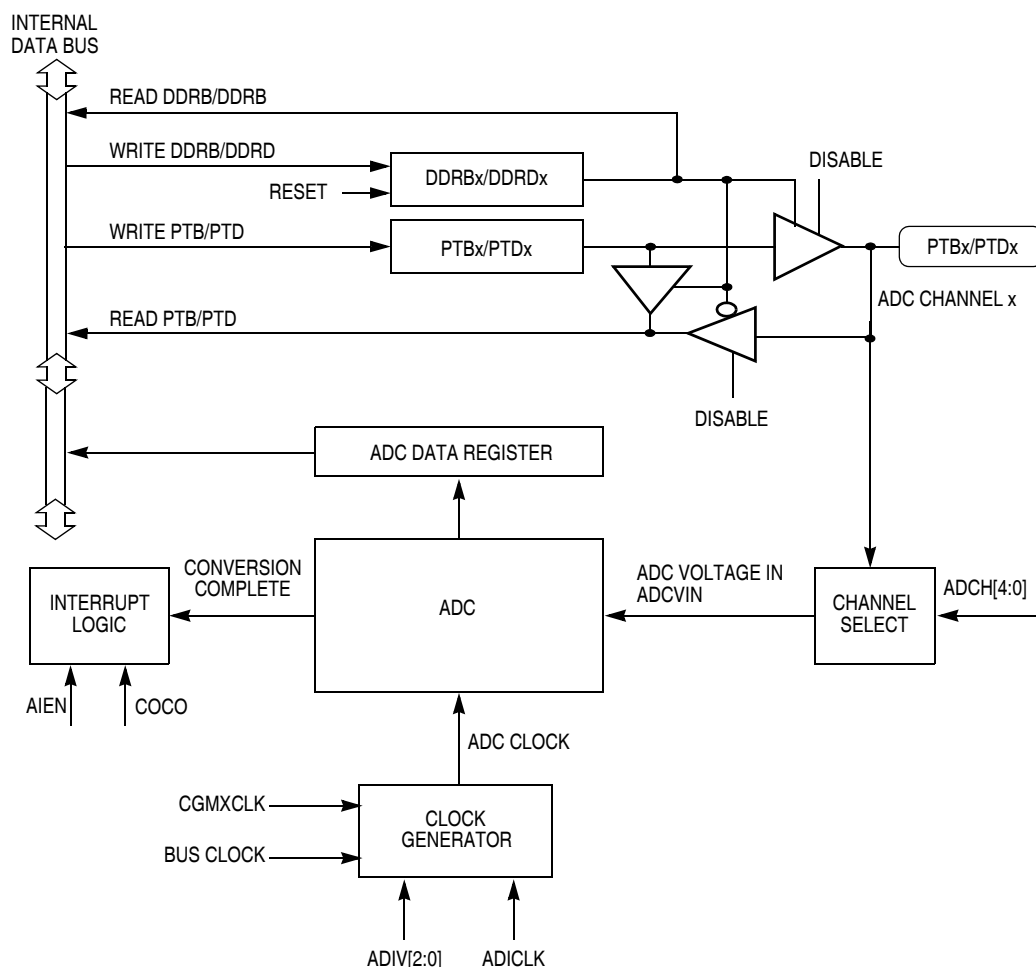 INTERNAL
DATA BUS
READ DDRB/DDRB
WRITE DDRB/DDRD
DISABLE
RESET
DDRBx/DDRDx
WRITE PTB/PTD
PTBx/PTDx
PTBx/PTDx
ADC CHANNEL x
READ PTB/PTD
DISABLE
ADC DATA REGISTER
CONVERSION
COMPLETE
ADC VOLTAGE IN
ADCVIN
ADCH[4:0]
INTERRUPT
LOGIC
ADC
CHANNEL
SELECT
AIEN
COCO
ADC CLOCK
CGMXCLK
CLOCK
GENERATOR
BUS CLOCK
ADIV[2:0]
ADICLK